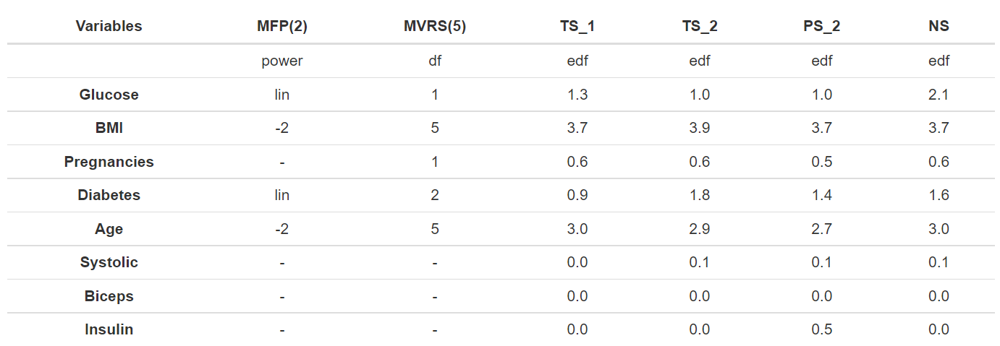 Variables MFP(2) MVRS(5) TS_1 TS_2 PS_2 NS
power df edf edf edf edf
Glucose lin 1 1.3 1.0 1.0 2.1
BMI -2 5 3.7 3.9 3.7 3.7
Pregnancies - 1 0.6 0.6 0.5 0.6
Diabetes lin 2 0.9 1.8 1.4 1.6
Age -2 5 3.0 2.9 2.7 3.0
Systolic - - 0.0 0.1 0.1 0.1
Biceps - - 0.0 0.0 0.0 0.0
Insulin - - 0.0 0.0 0.5 0.0